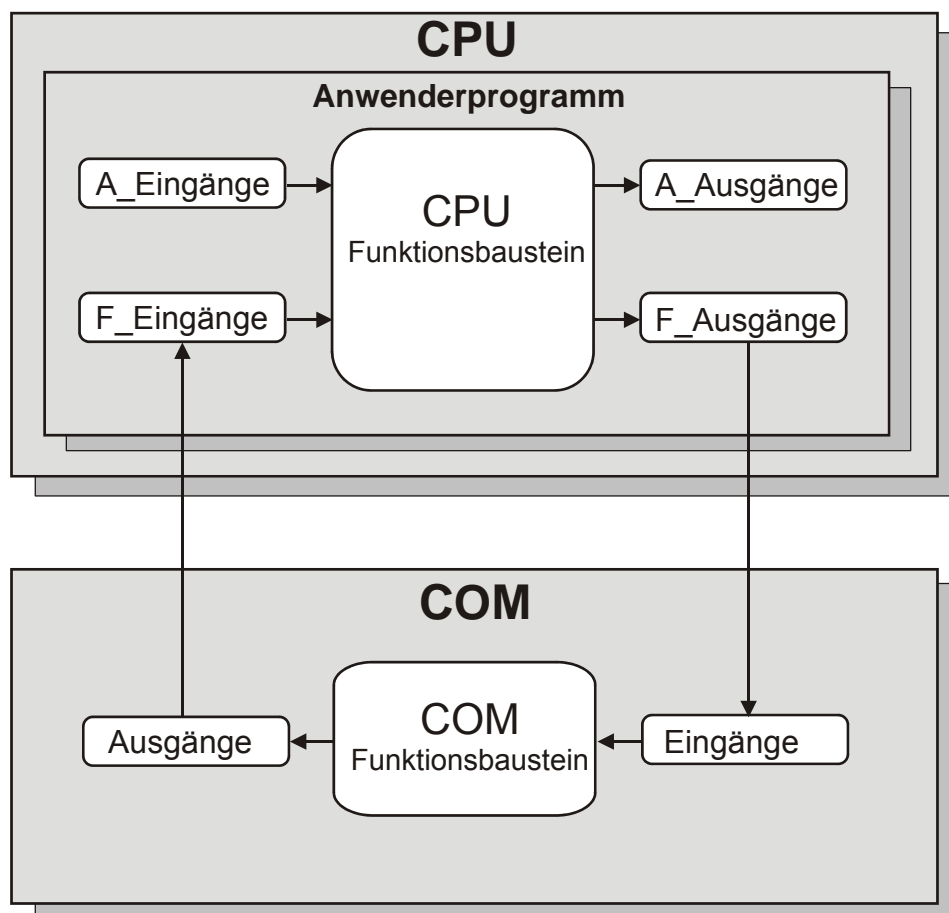 CPU
Anwenderprogramm
A_Eingänge
CPU
Funktionsbaustein
A_Ausgänge
F_Eingänge
F_Ausgänge
COM
Ausgänge
COM
Funktionsbaustein
Eingänge